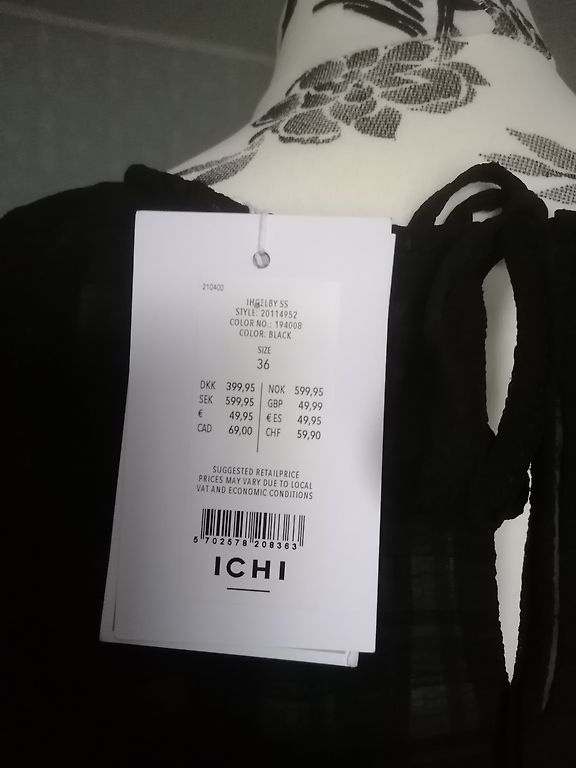 210400
IHGELBY SS
STYLE: 20114952
COLOR NO.: 194008
COLOR: BLACK
SIZE
36
DKK 399,95 NOK 599,95
SEK 599,95 GBP 49,99
€ 49,95 € ES 49,95
CAD 69,00 CHF 59,90
SUGGESTED RETAILPRICE
PRICES MAY VARY DUE TO LOCAL
VAT AND ECONOMIC CONDITIONS
5 702578 208363
ICHI